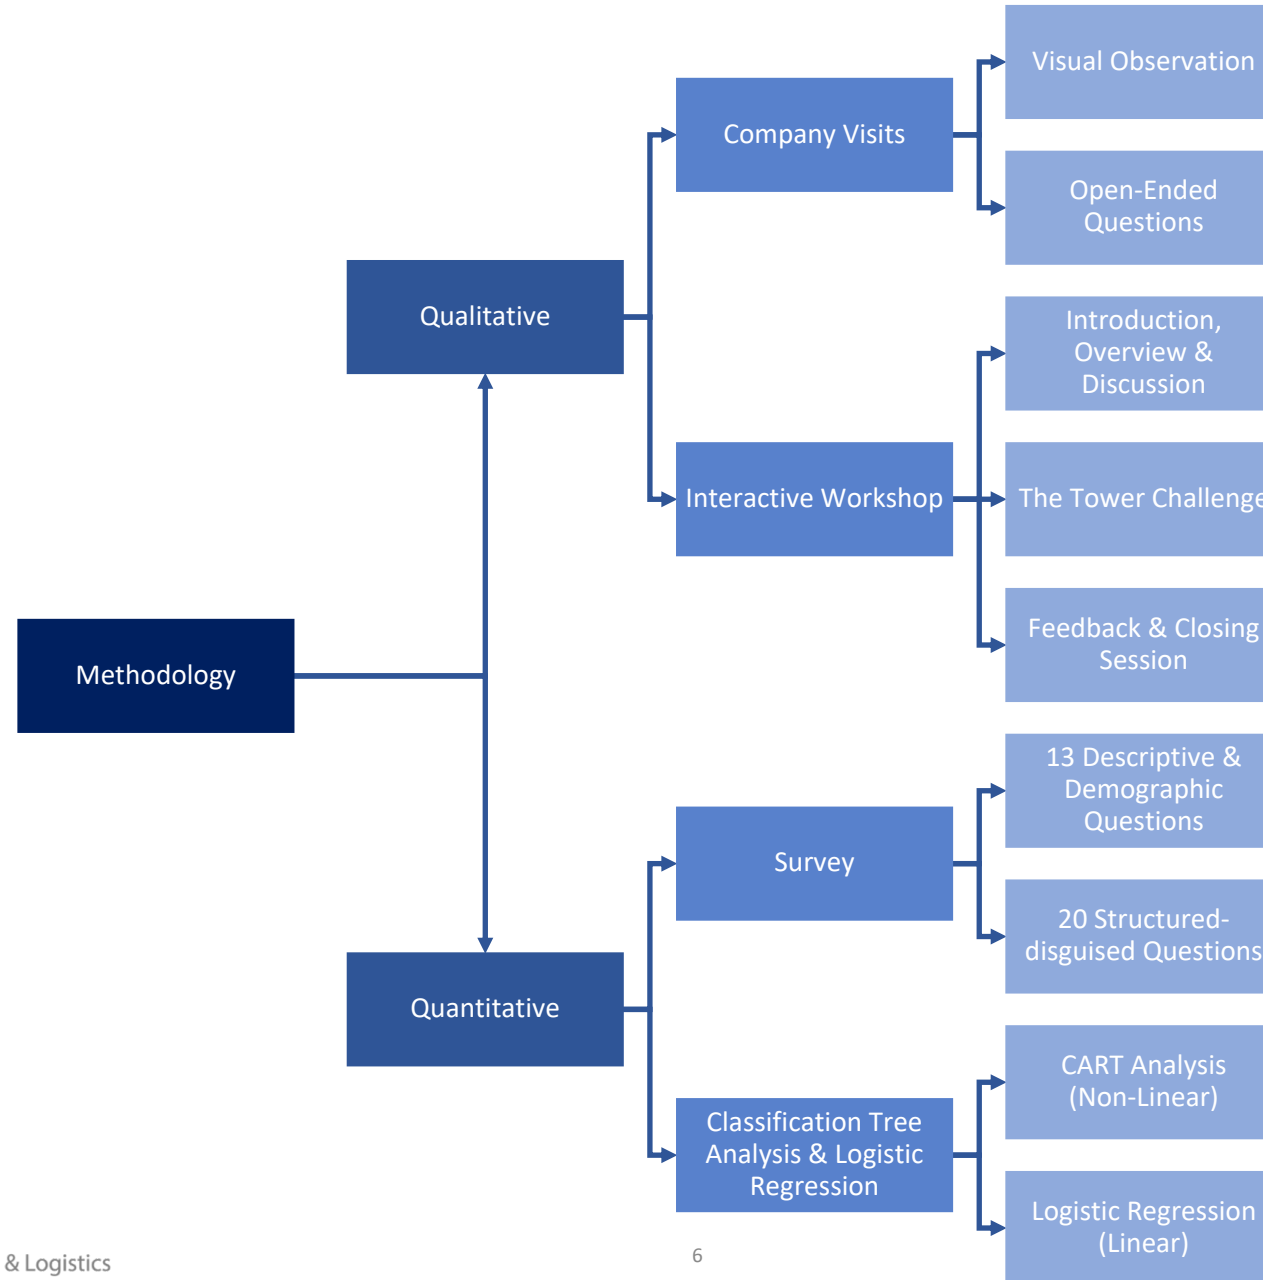 Visual Observation
Company Visits
Open-Ended
Questions
Qualitative
Introduction,
Overview &
Discussion
Interactive Workshop
The Tower Challenge
Feedback & Closing
Session
Methodology
13 Descriptive &
Demographic
Questions
Survey
20 Structured-
disguised Questions
Quantitative
CART Analysis
(Non-Linear)
Classification Tree
Analysis & Logistic
Regression
Logistic Regression
(Linear)
& Logistics
6